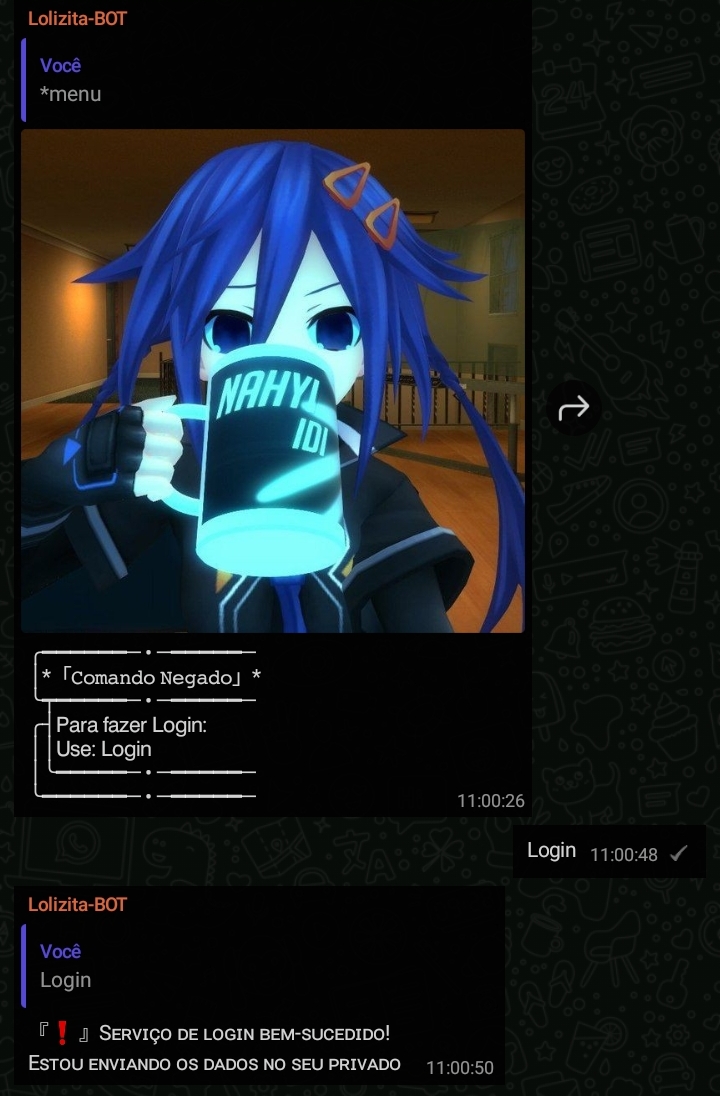 Lolizita-BOT
Você
*menu
NAHYI
IDI
*「Comando Negado」*
Para fazer Login:
Use: Login
11:00:26
Login 11:00:48
Lolizita-BOT
Você
Login
『❗』Serviço de login bem-sucedido!
Estou enviando os dados no seu privado 11:00:50